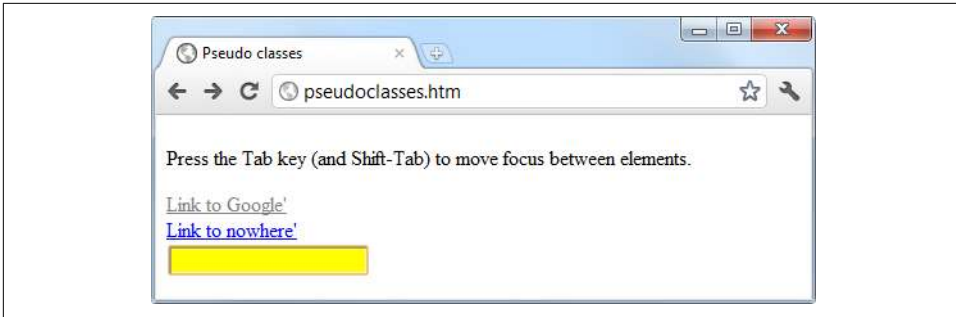 Pseudo classes
pseudoclasses.htm
Press the Tab key (and Shift-Tab) to move focus between elements.
Link to Google'
Link to nowhere'